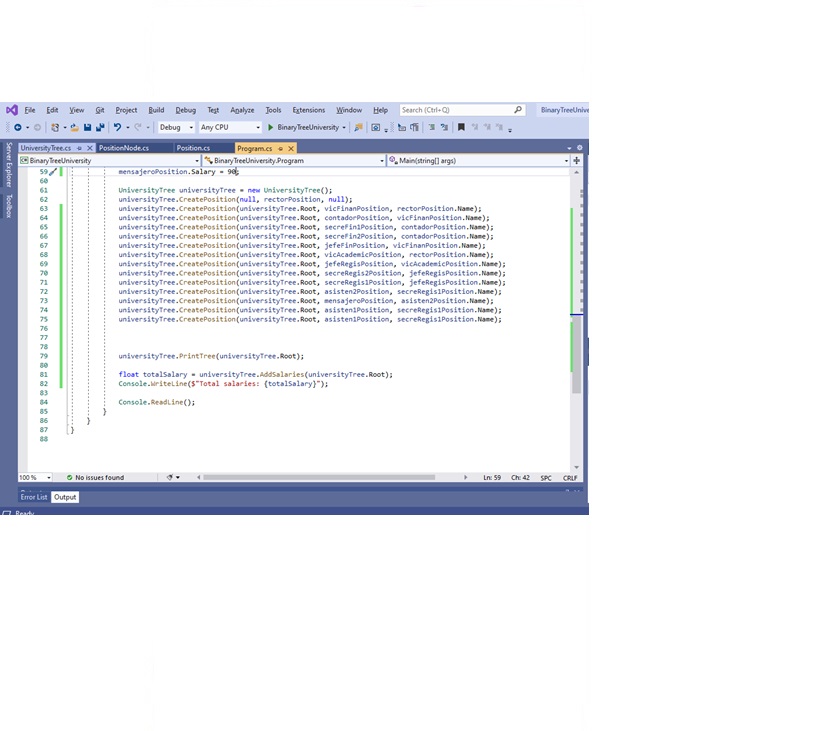 File Edit View Git Project Build Debug Test Analyze Tools Extensions Window Help Search (Ctrl+Q) BinaryTreeUnive
Debug Any CPU BinaryTreeUniversity
Server Explorer
Toolbox
UniversityTree.cs PositionNode.cs Position.cs Program.cs
BinaryTreeUniversity BinaryTreeUniversity.Program Main(string[] args)
59 mensajeroPosition.Salary = 90;
60
61 UniversityTree universityTree = new UniversityTree();
62 universityTree.CreatePosition(null, rectorPosition, null);
63 universityTree.CreatePosition(universityTree.Root, vicFinanPosition, rectorPosition.Name);
64 universityTree.CreatePosition(universityTree.Root, contadorPosition, vicFinanPosition.Name);
65 universityTree.CreatePosition(universityTree.Root, secreFin1Position, contadorPosition.Name);
66 universityTree.CreatePosition(universityTree.Root, secreFin2Position, contadorPosition.Name);
67 universityTree.CreatePosition(universityTree.Root, jefeFinPosition, vicFinanPosition.Name);
68 universityTree.CreatePosition(universityTree.Root, vicAcademicPosition, rectorPosition.Name);
69 universityTree.CreatePosition(universityTree.Root, jefeRegisPosition, vicAcademicPosition.Name);
70 universityTree.CreatePosition(universityTree.Root, secreRegis2Position, jefeRegisPosition.Name);
71 universityTree.CreatePosition(universityTree.Root, secreRegis1Position, jefeRegisPosition.Name);
72 universityTree.CreatePosition(universityTree.Root, asisten2Position, secreRegis1Position.Name);
73 universityTree.CreatePosition(universityTree.Root, mensajeroPosition, asisten2Position.Name);
74 universityTree.CreatePosition(universityTree.Root, asisten1Position, secreRegis1Position.Name);
75 universityTree.CreatePosition(universityTree.Root, asisten1Position, secreRegis1Position.Name);
76
77
78
79 universityTree.PrintTree(universityTree.Root);
80
81 float totalSalary = universityTree.AddSalaries(universityTree.Root);
82 Console.WriteLine($"Total salaries: {totalSalary}");
83
84 Console.ReadLine();
85 }
86 }
87 }
88
100 % No issues found Ln: 59 Ch: 42 SPC CRLF
Error List Output
Ready